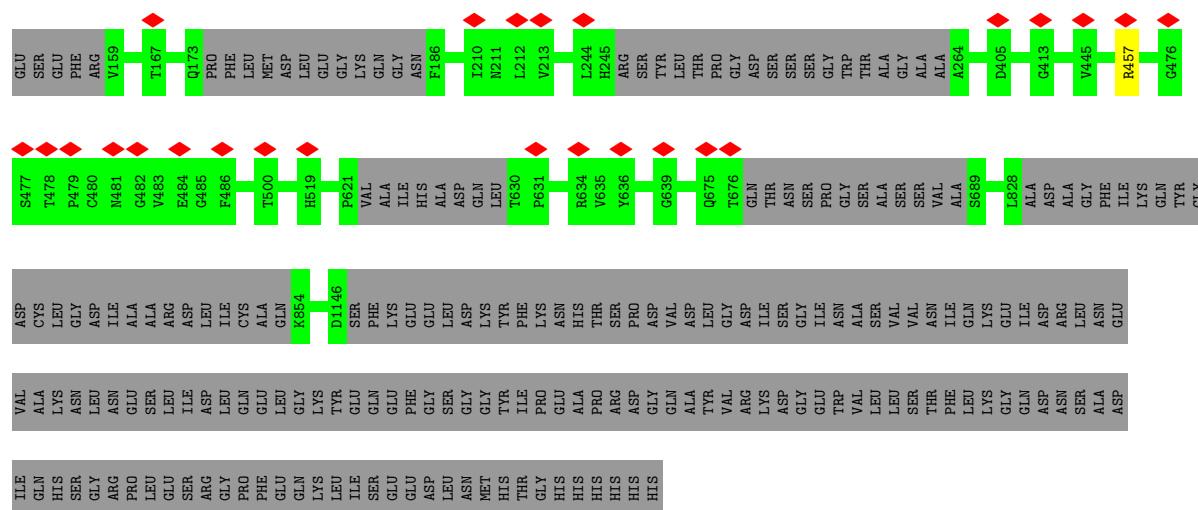 GLU SER GLU PHE ARG V159 T167 Q173 PRO PHE LEU MET ASP LEU GLU GLY LYS GLN GLY ASN F186 I210 N211 L212 V213 L244 H245 ARG SER TYR LEU THR PRO GLY ASP SER SER SER GLY TRP THR ALA GLY ALA ALA A264 D405 G413 V445 R457 G476
S477 T478 P479 C480 N481 G482 V483 E484 G485 F486 T500 H519 P621 VAL ALA ILE HIS ALA ASP GLN LEU T630 P631 R634 V635 Y636 G639 Q675 T676 GLN THR ASN SER PRO GLY SER ALA SER SER VAL ALA S689 L828 ALA ASP ALA GLY PHE ILE LYS GLN TYR GLY
ASP CYS LEU GLY ASP ILE ALA ALA ARG ASP LEU ILE CYS ALA GLN K854 D1146 SER PHE LYS GLU GLU LEU ASP LYS TYR PHE LYS ASN HIS THR SER PRO ASP VAL ASP LEU GLY ASP ILE SER GLY ILE ASN ALA SER VAL VAL ASN ILE GLN LYS GLU ILE ASP ARG LEU ASN GLU
VAL ALA LYS ASN LEU ASN GLU SER LEU ILE ASP LEU GLN GLU LEU GLY LYS TYR GLU GLN GLU PHE GLY SER GLY GLY TYR ILE PRO GLU ALA PRO ARG ASP GLY GLN ALA TYR VAL ARG LYS ASP GLY GLU TRP VAL LEU LEU SER THR PHE LEU LYS GLY GLN ASP ASN SER ALA ASP
ILE GLN HIS SER GLY ARG PRO LEU GLU SER ARG GLY PRO PHE GLU GLN LYS LEU ILE SER GLU GLU ASP LEU ASN MET HIS THR GLY HIS HIS HIS HIS HIS HIS